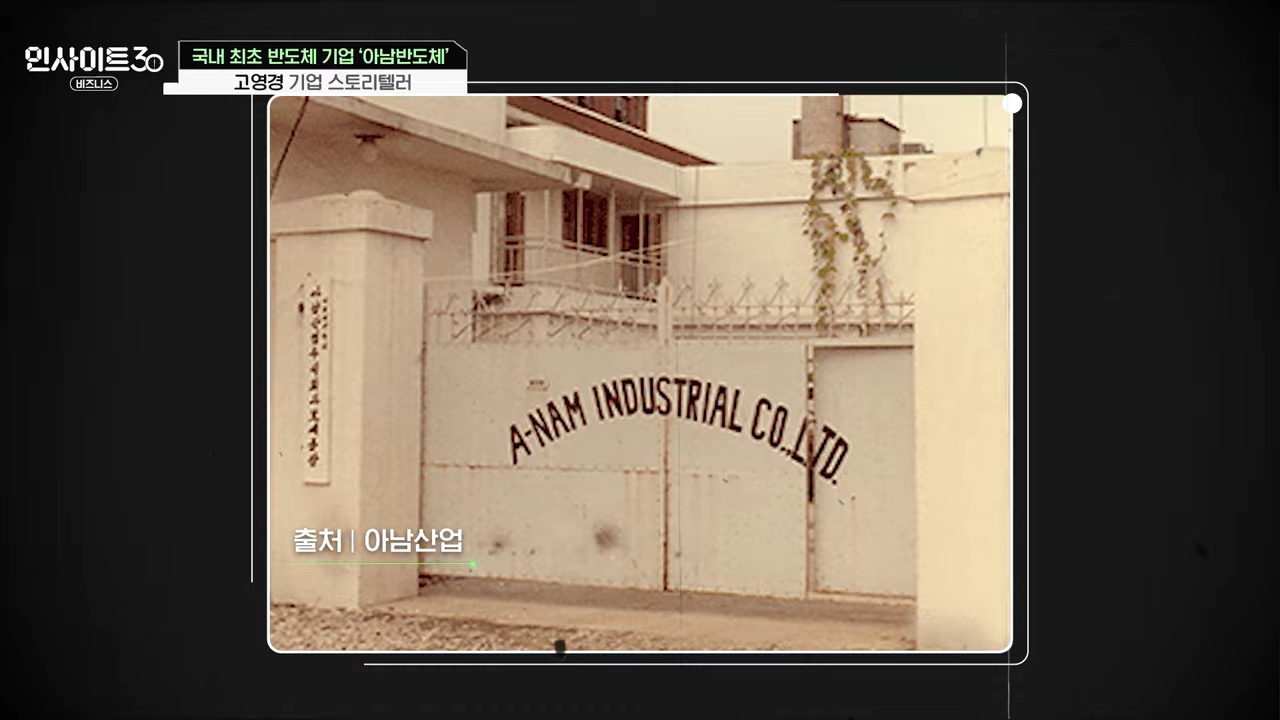 인사이트30
비즈니스
국내 최초 반도체 기업 ‘아남반도체’
고영경 기업 스토리텔러
A-NAM INDUSTRIAL CO., LTD.
출처 | 아남산업